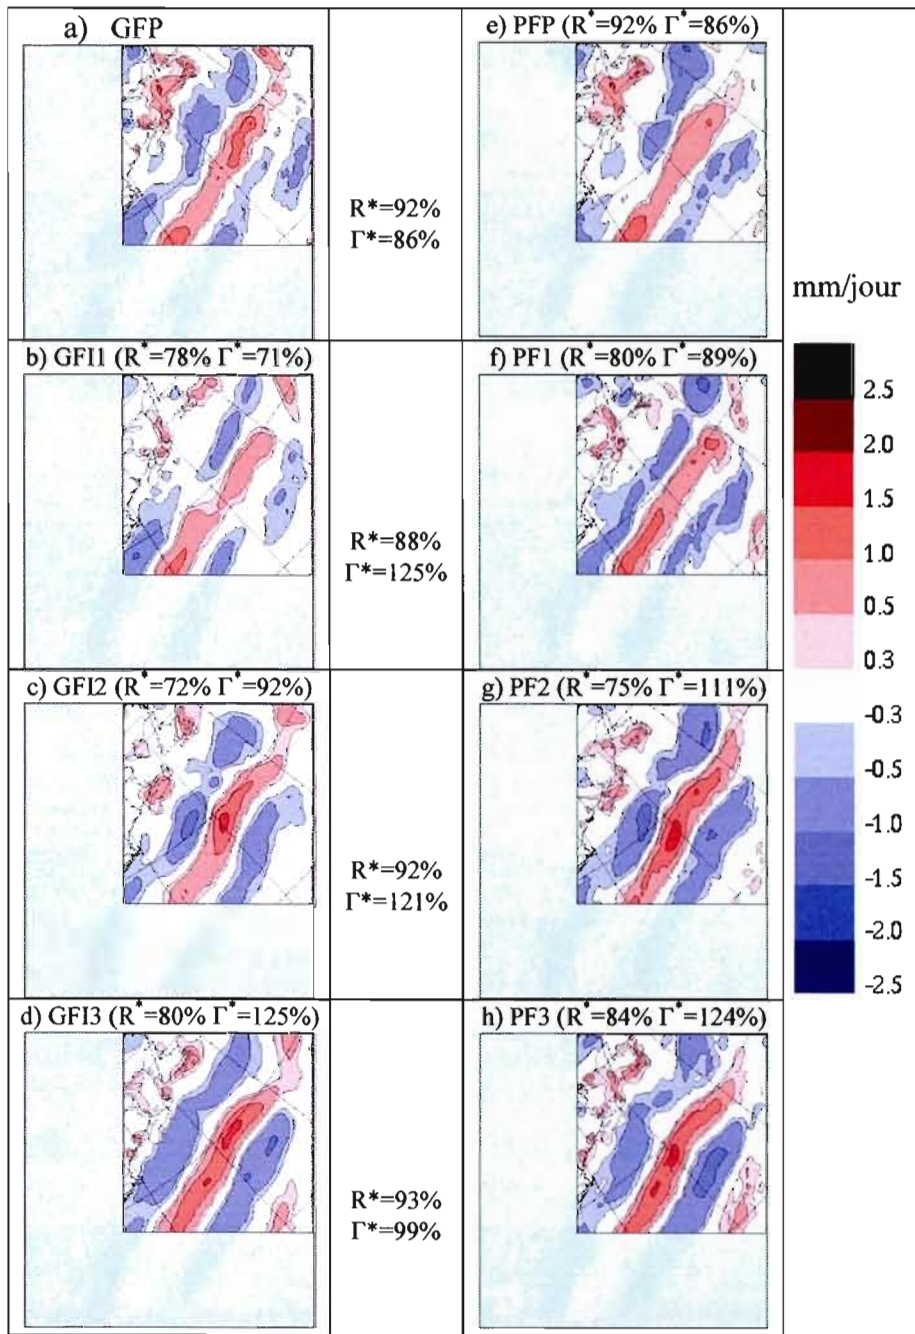 a) GFP
e) PFP (R*=92% Γ*=86%)
R*=92%
Γ*=86%
mm/jour
b) GFI1 (R*=78% Γ*=71%)
f) PF1 (R*=80% Γ*=89%)
R*=88%
Γ*=125%
c) GFI2 (R*=72% Γ*=92%)
g) PF2 (R*=75% Γ*=111%)
R*=92%
Γ*=121%
d) GFI3 (R*=80% Γ*=125%)
h) PF3 (R*=84% Γ*=124%)
R*=93%
Γ*=99%
2.5
2.0
1.5
1.0
0.5
0.3
-0.3
-0.5
-1.0
-1.5
-2.0
-2.5